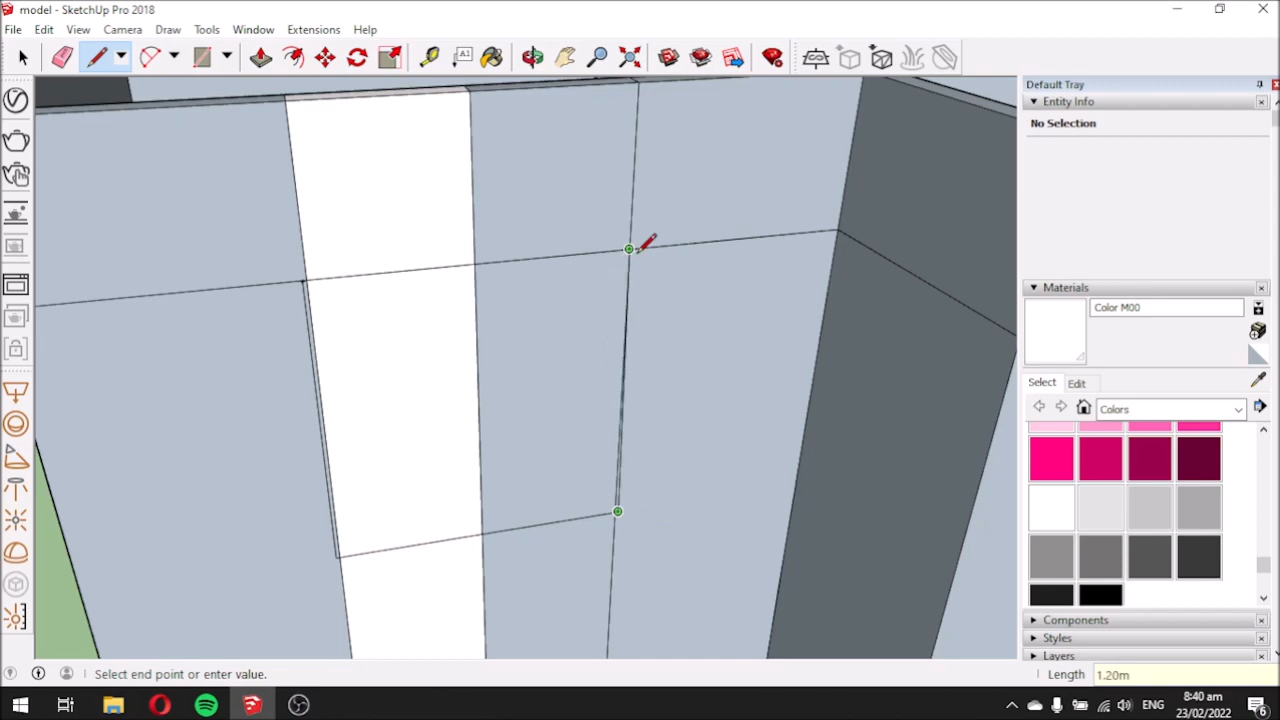 model - SketchUp Pro 2018
File Edit View Camera Draw Tools Window Extensions Help
A1
Default Tray
Entity Info
No Selection
Materials
Color M00
Select Edit
Colors
Components
Styles
Layers
Select end point or enter value.
Length 1.20m
ENG
8:40 am
23/02/2022
6